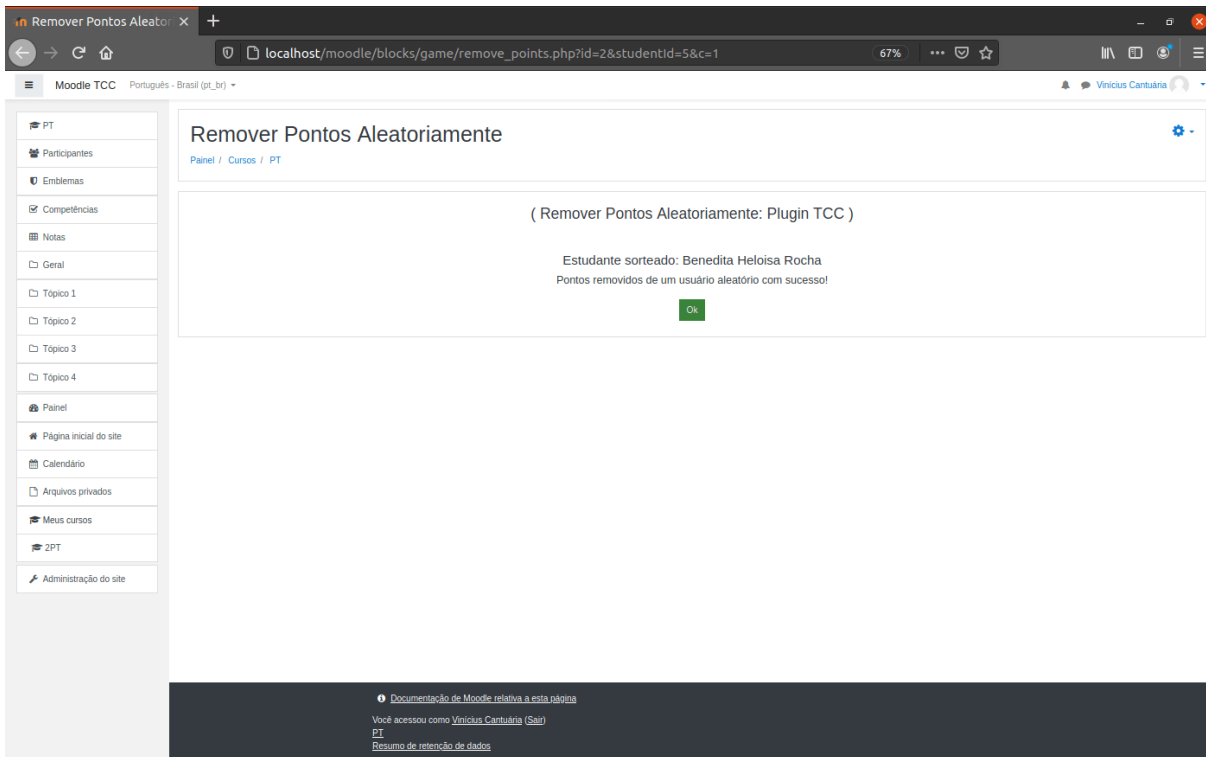 Remover Pontos Aleator
localhost/moodle/blocks/game/remove_points.php?id=2&studentId=5&c=1
67%
Moodle TCC Português - Brasil (pt_br)
Vinícius Cantuária
PT
Participantes
Emblemas
Competências
Notas
Geral
Tópico 1
Tópico 2
Tópico 3
Tópico 4
Painel
Página inicial do site
Calendário
Arquivos privados
Meus cursos
2PT
Administração do site
Remover Pontos Aleatoriamente
Painel / Cursos / PT
( Remover Pontos Aleatoriamente: Plugin TCC )
Estudante sorteado: Benedita Heloisa Rocha
Pontos removidos de um usuário aleatório com sucesso!
Ok
Documentação de Moodle relativa a esta página
Você acessou como Vinícius Cantuária (Sair)
PT
Resumo de retenção de dados